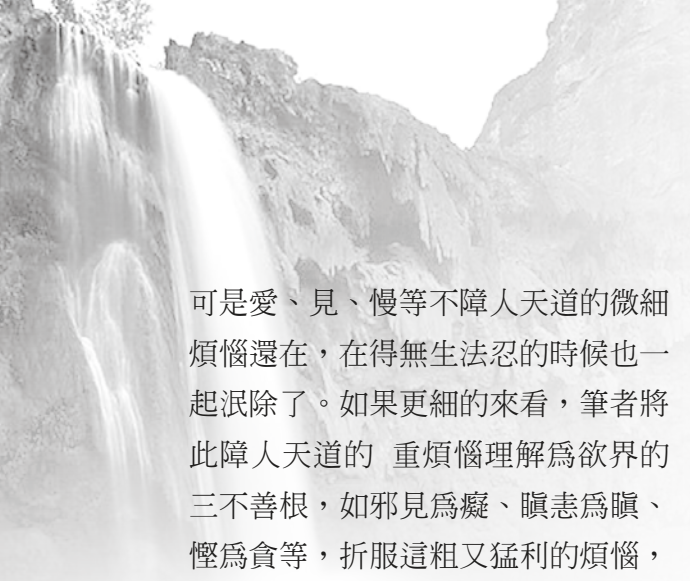 可是愛、見、慢等不障人天道的微細
煩惱還在，在得無生法忍的時候也一
起泯除了。如果更細的來看，筆者將
此障人天道的 重煩惱理解爲欲界的
三不善根，如邪見爲癡、瞋恚爲瞋、
慳爲貪等，折服這粗又猛利的煩惱，